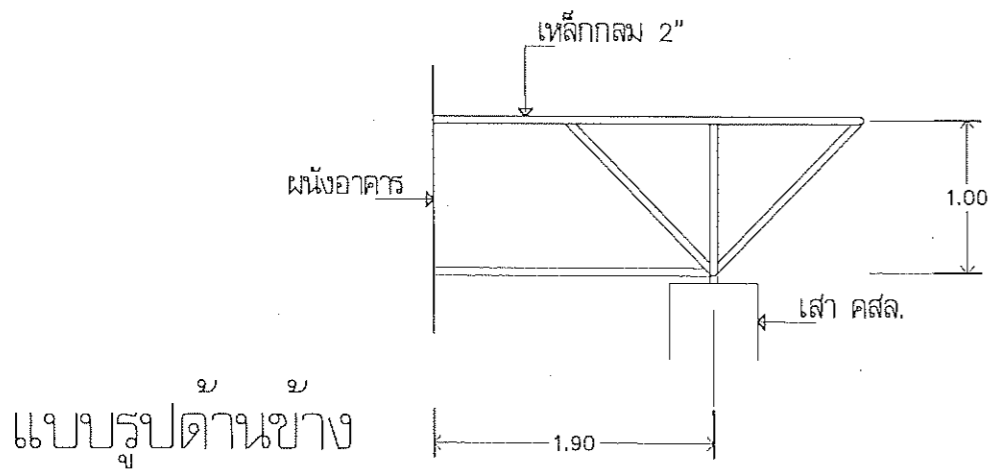 เหล็กกลม 2"
ผนังอาคาร
1.00
เสา คสล.
แบบรูปด้านข้าง
1.90